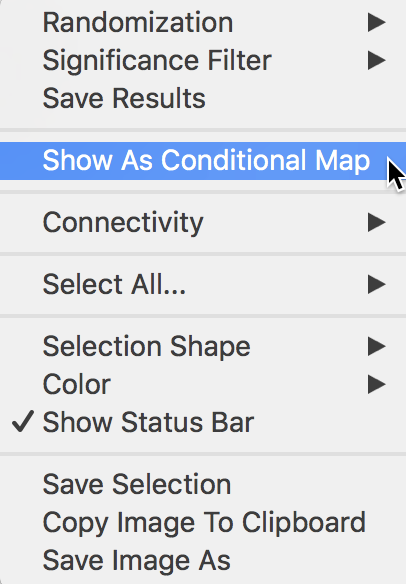 Randomization
Significance Filter
Save Results
Show As Conditional Map
Connectivity
Select All...
Selection Shape
Color
Show Status Bar
Save Selection
Copy Image To Clipboard
Save Image As